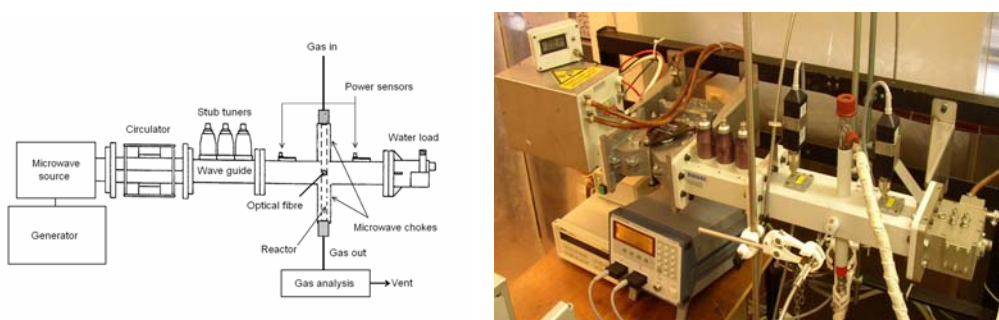 Gas in
Power sensors
Stub tuners
Circulator
Water load
Microwave
source
Wave guide
Optical fibre
Microwave chokes
Generator
Reactor
Gas out
Gas analysis
Vent